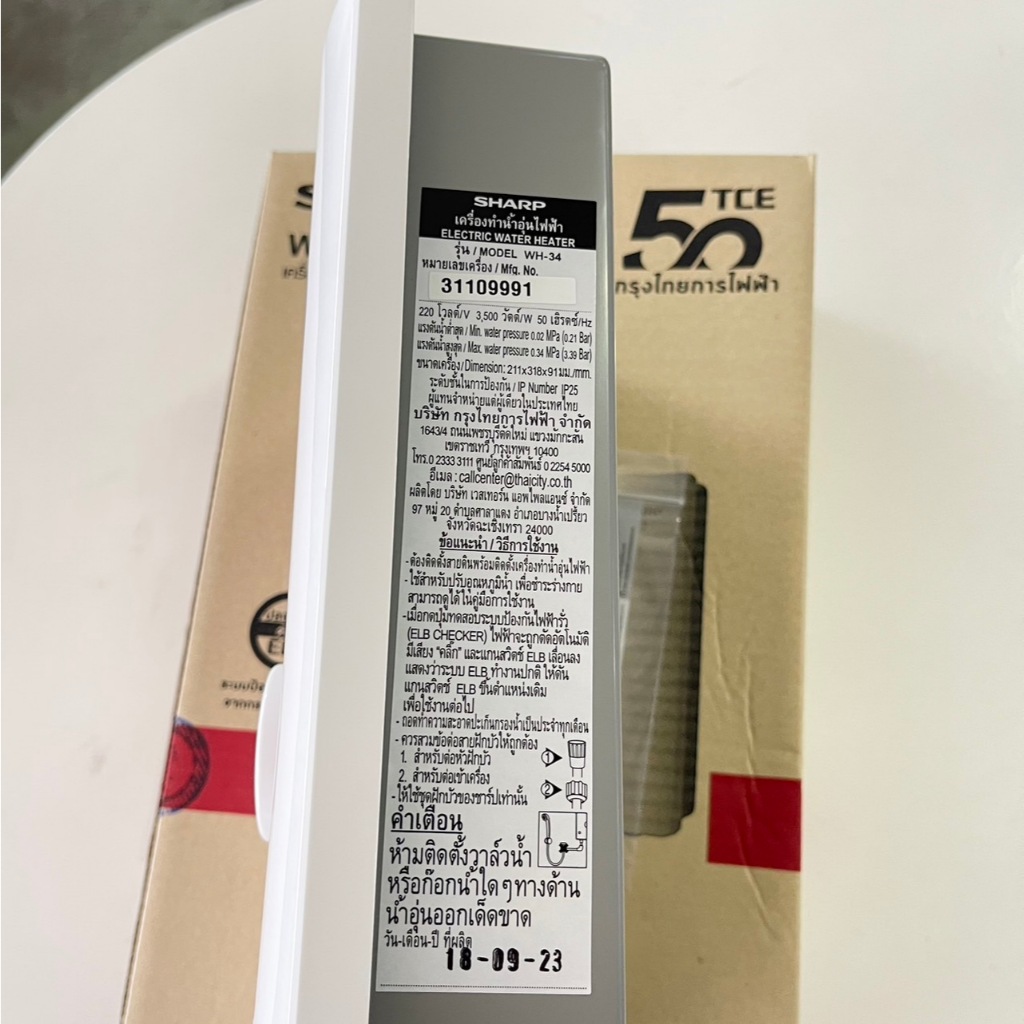 TCE
50
กรุงไทยการไฟฟ้า
SHARP
เครื่องทำน้ำอุ่นไฟฟ้า
ELECTRIC WATER HEATER
รุ่น / MODEL WH-34
หมายเลขเครื่อง / Mfg. No.
31109991
220 โวลต์/V 3,500 วัตต์/W 50 เฮิรตซ์/Hz
แรงดันน้ำต่ำสุด / Min. water pressure 0.02 MPa (0.21 Bar)
แรงดันน้ำสูงสุด / Max. water pressure 0.34 MPa (3.39 Bar)
ขนาดเครื่อง / Dimension: 211x318x91มม./mm.
ระดับชั้นในการป้องกัน / IP Number IP25
ผู้แทนจำหน่ายแต่ผู้เดียวในประเทศไทย
บริษัท กรุงไทยการไฟฟ้า จำกัด
1643/4 ถนนเพชรบุรีตัดใหม่ แขวงมักกะสัน
เขตราชเทวี กรุงเทพฯ 10400
โทร.0 2333 3111 ศูนย์ลูกค้าสัมพันธ์ 0 2254 5000
อีเมล : callcenter@thaicity.co.th
ผลิตโดย บริษัท เวสเทอร์น แอพไพลแอนซ์ จำกัด
97 หมู่ 20 ตำบลศาลาแดง อำเภอบางน้ำเปรี้ยว
จังหวัดฉะเชิงเทรา 24000
ข้อแนะนำ / วิธีการใช้งาน
-ต้องติดตั้งสายดินพร้อมติดตั้งเครื่องทำน้ำอุ่นไฟฟ้า
-ใช้สำหรับปรับอุณหภูมิน้ำ เพื่อชำระร่างกาย
สามารถดูได้ในคู่มือการใช้งาน
-เมื่อกดปุ่มทดสอบระบบป้องกันไฟฟ้ารั่ว
(ELB CHECKER) ไฟฟ้าจะถูกตัดอัตโนมัติ
มีเสียง "คลิ๊ก" และแกนสวิตช์ ELB เลื่อนลง
แสดงว่าระบบ ELB ทำงานปกติ ให้ดัน
แกนสวิตช์ ELB ขึ้นตำแหน่งเดิม
เพื่อใช้งานต่อไป
- ถอดทำความสะอาดปะเก็นกรองน้ำเป็นประจำทุกเดือน
- ควรสวมข้อต่อสายฝักบัวให้ถูกต้อง
1. สำหรับต่อหัวฝักบัว
1
2. สำหรับต่อเข้าเครื่อง
2
- ให้ใช้ชุดฝักบัวของชาร์ปเท่านั้น
คำเตือน
ห้ามติดตั้งวาล์วน้ำ
หรือก๊อกน้ำใดๆทางด้าน
น้ำอุ่นออกเด็ดขาด
วัน-เดือน-ปี ที่ผลิต
18-09-23